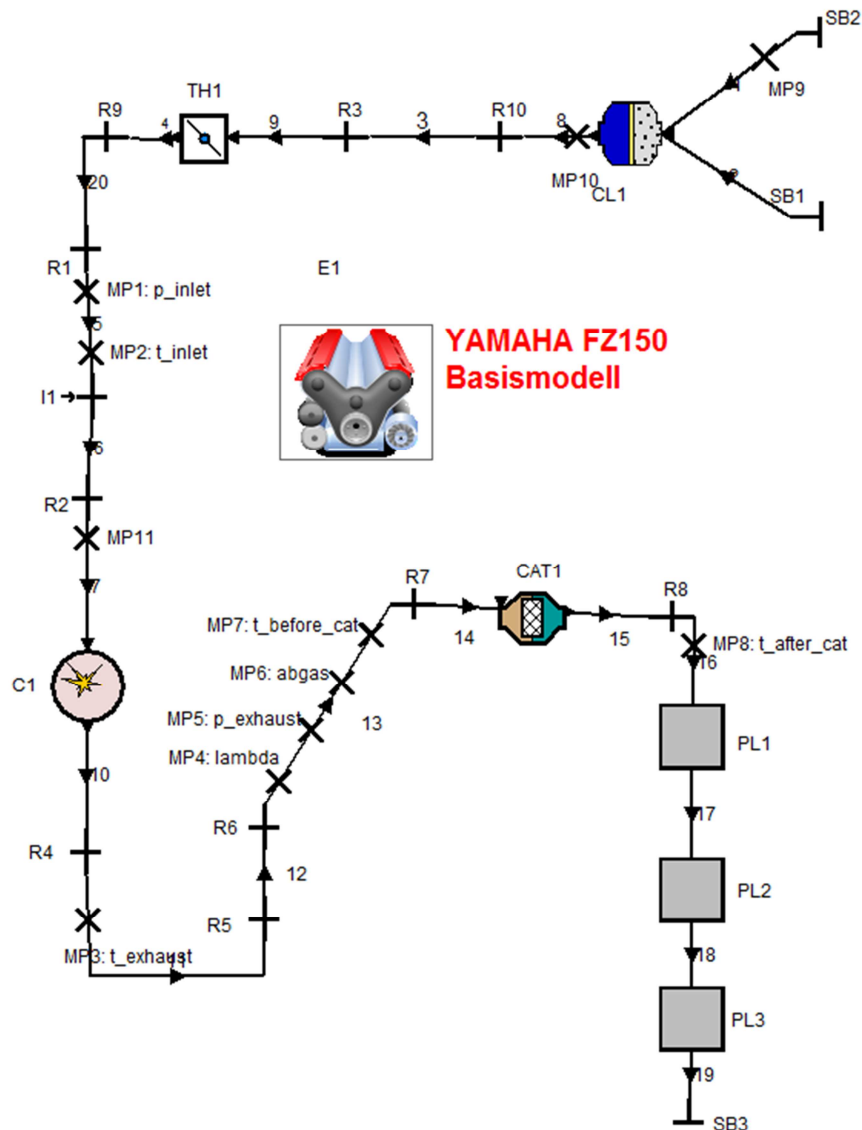 SB2
MP9
1
TH1
R9
4
9
R3
3
R10
8
MP10
CL1
2
SB1
20
R1
MP1: p_inlet
5
MP2: t_inlet
I1
6
R2
MP11
7
C1
10
R4
MP3: t_exhaust
11
E1
YAMAHA FZ150
Basismodell
R7
14
CAT1
15
R8
MP7: t_before_cat
MP8: t_after_cat
16
MP6: abgas
MP5: p_exhaust
13
MP4: lambda
R6
12
R5
PL1
17
PL2
18
PL3
19
SB3